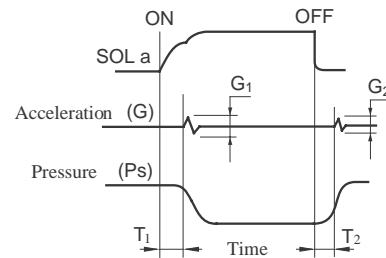 ON OFF
SOL a
G1 G2
Acceleration (G)
Pressure (Ps)
T1 Time T2